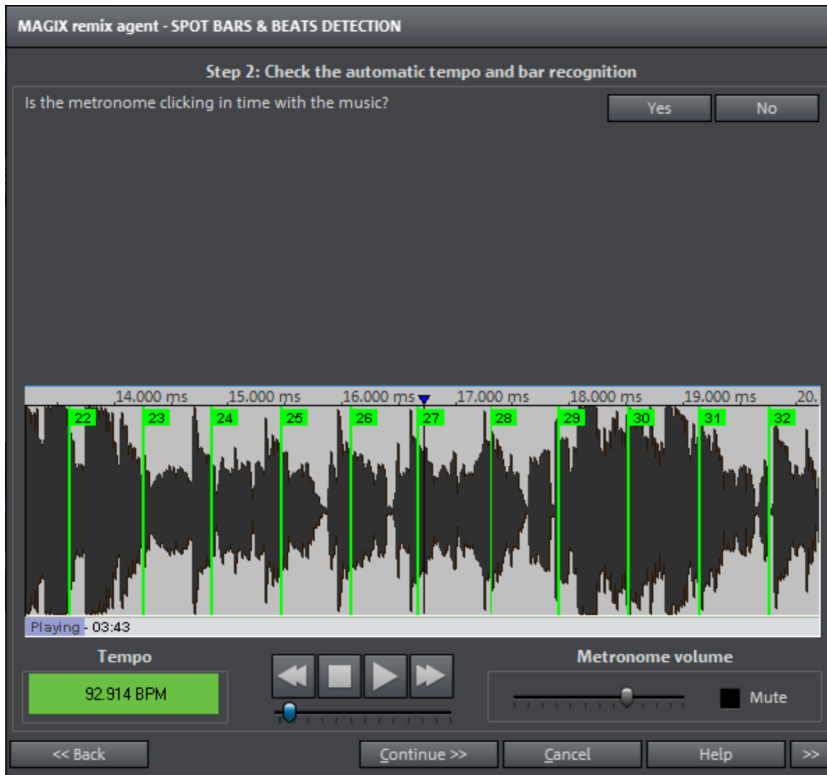 MAGIX remix agent - SPOT BARS & BEATS DETECTION
Step 2: Check the automatic tempo and bar recognition
Is the metronome clicking in time with the music?
Yes No
14.000 ms 15.000 ms 16.000 ms 17.000 ms 18.000 ms 19.000 ms 20.
22 23 24 25 26 27 28 29 30 31 32
Playing - 03:43
Tempo Metronome volume
92.914 BPM Mute
<< Back Continue >> Cancel Help >>